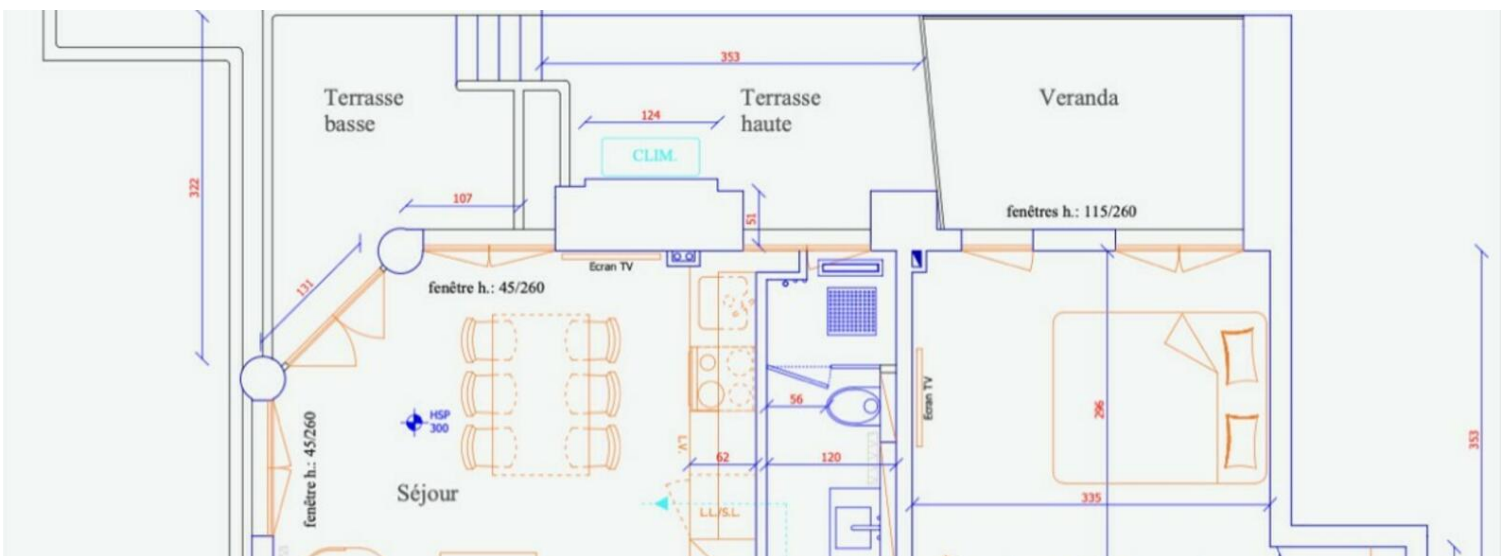 353
Terrasse
basse
Terrasse
haute
Veranda
124
CLIM.
322
107
51
fenêtres h.: 115/260
131
Ecran TV
fenêtre h.: 45/260
Ecran TV
56
HSP
300
296
fenêtre h.: 45/260
L.V.
62
120
353
Séjour
335
L.L./S.L.